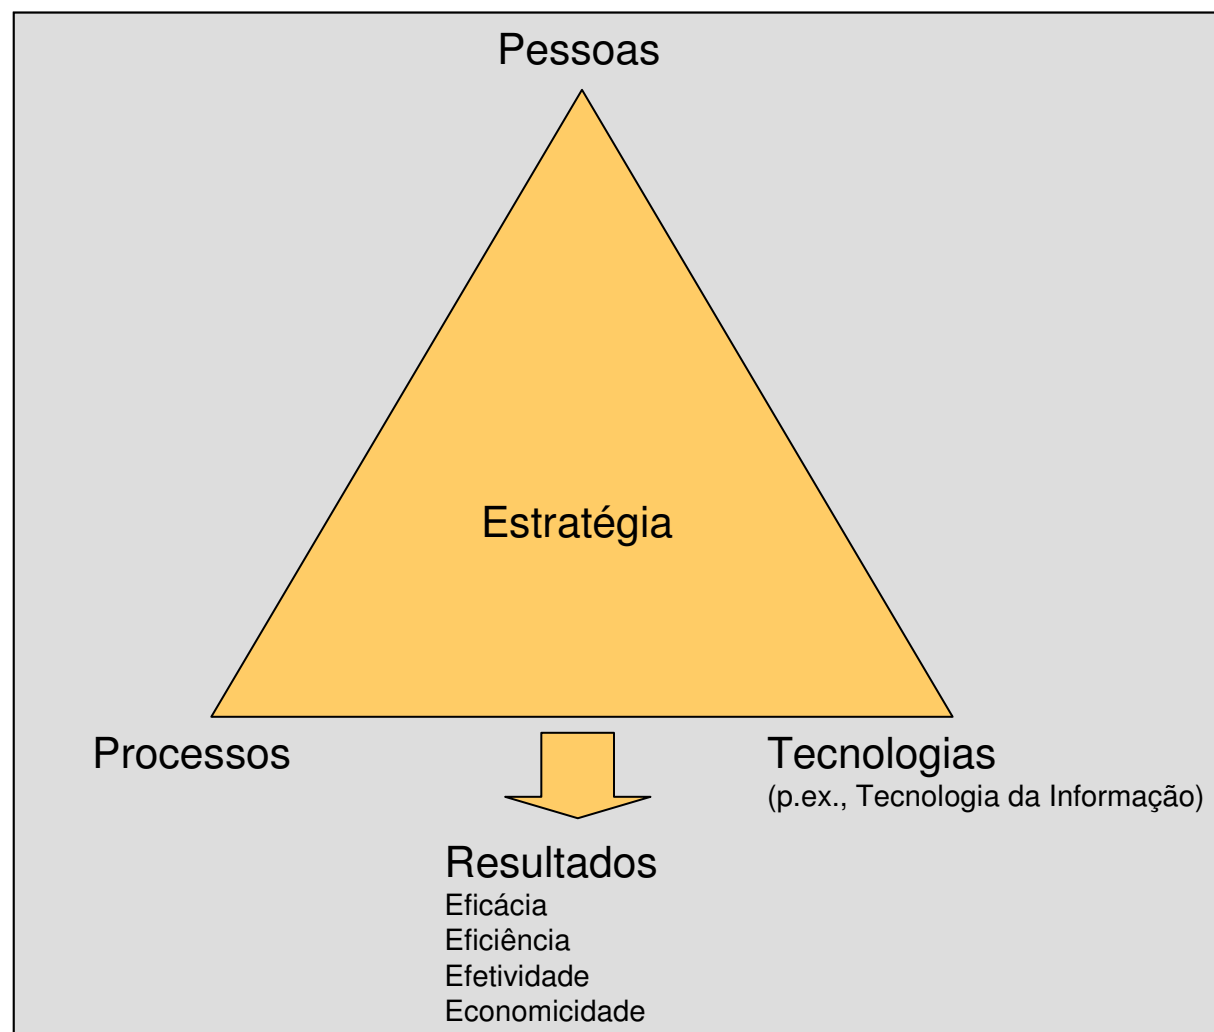 Pessoas
Estratégia
Processos
Tecnologias
(p.ex., Tecnologia da Informação)
Resultados
Eficácia
Eficiência
Efetividade
Economicidade